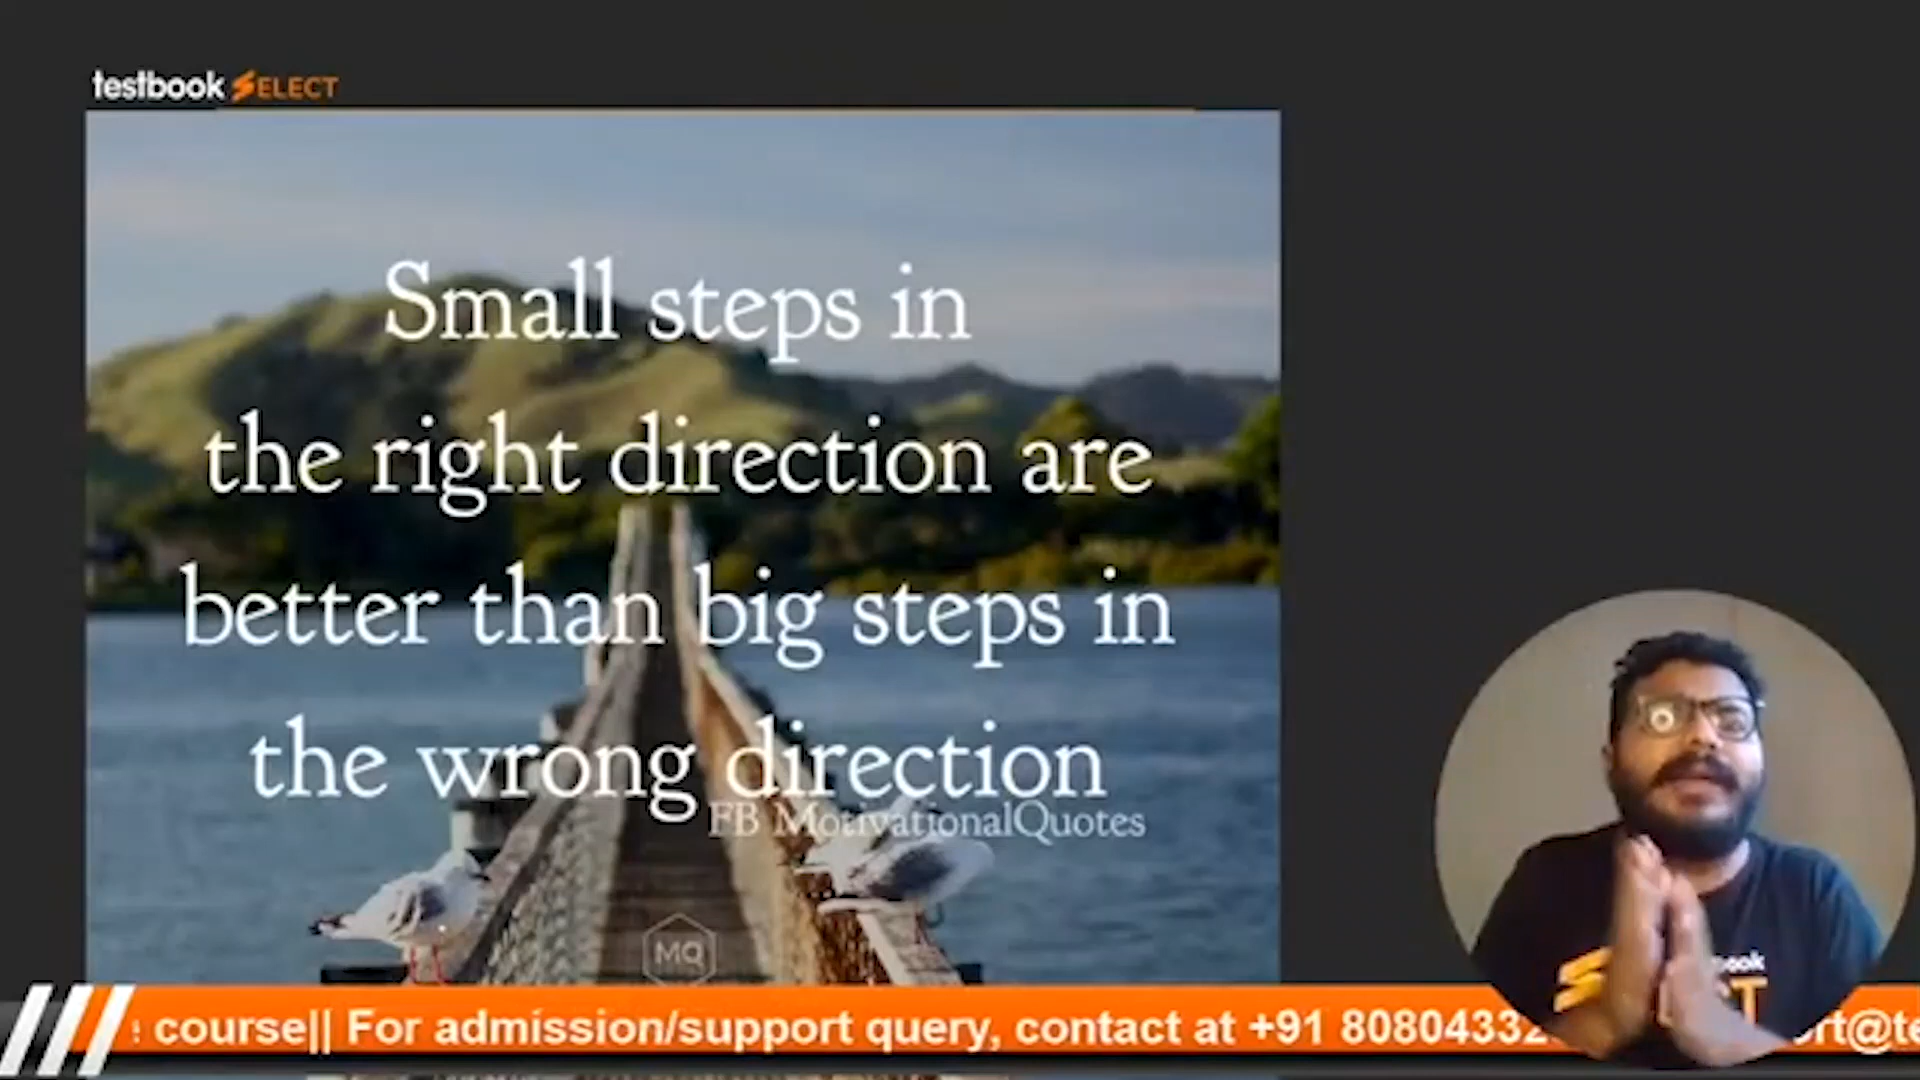 testbook SELECT
Small steps in
the right direction are
better than big steps in
the wrong direction
FB MotivationalQuotes
MQ
course|| For admission/support query, contact at +91 80804332